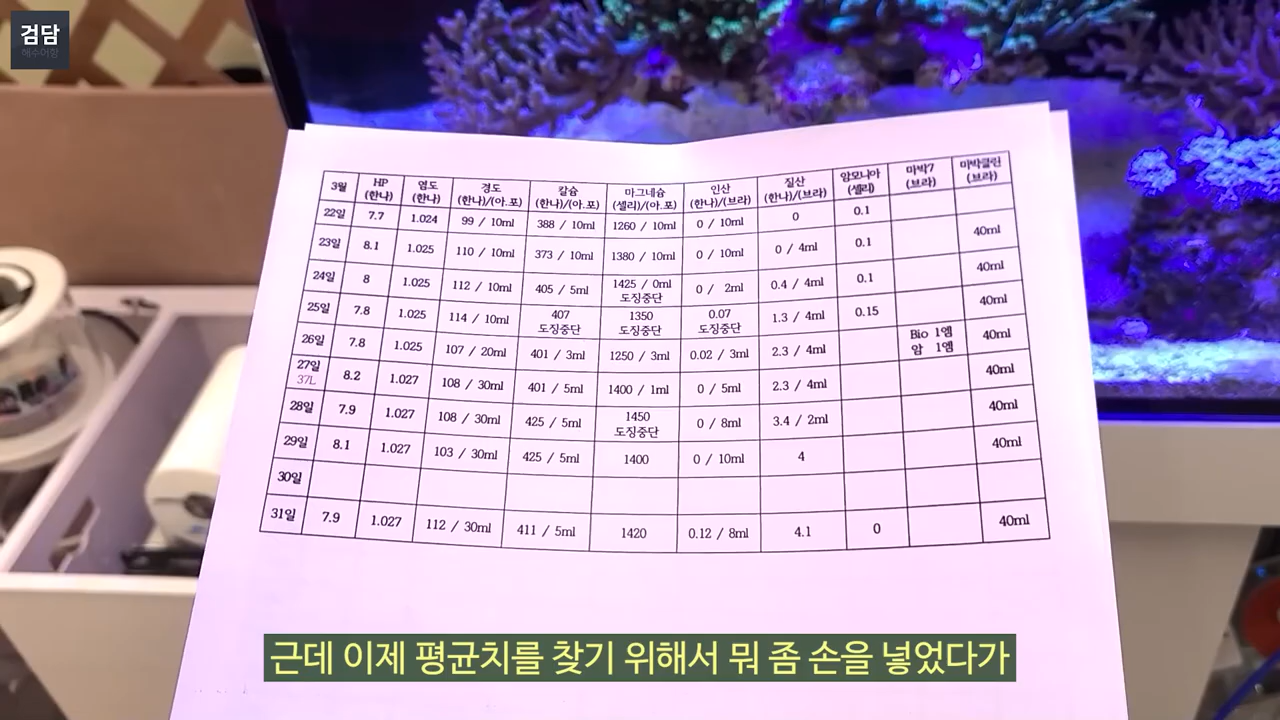 검담
해수어항
3월 HP (한나) 염도 (한나) 경도 (한나)/(아.포) 칼슘 (한나)/(아.포) 마그네슘 (셀리)/(아.포) 인산 (한나)/(브라) 질산 (한나)/(브라) 암모니아 (셀리) 마박7 (브라) 마박클린 (브라)
22일 7.7 1.024 99 / 10ml 388 / 10ml 1260 / 10ml 0 / 10ml 0 0.1
23일 8.1 1.025 110 / 10ml 373 / 10ml 1380 / 10ml 0 / 10ml 0 / 4ml 0.1 40ml
24일 8 1.025 112 / 10ml 405 / 5ml 1425 / 0ml 도징중단 0 / 2ml 0.4 / 4ml 0.1 40ml
25일 7.8 1.025 114 / 10ml 407 도징중단 1350 도징중단 0.07 도징중단 1.3 / 4ml 0.15 40ml
26일 7.8 1.025 107 / 20ml 401 / 3ml 1250 / 3ml 0.02 / 3ml 2.3 / 4ml Bio 1엠 암 1엠 40ml
27일 37L 8.2 1.027 108 / 30ml 401 / 5ml 1400 / 1ml 0 / 5ml 2.3 / 4ml 40ml
28일 7.9 1.027 108 / 30ml 425 / 5ml 1450 도징중단 0 / 8ml 3.4 / 2ml 40ml
29일 8.1 1.027 103 / 30ml 425 / 5ml 1400 0 / 10ml 4 40ml
30일
31일 7.9 1.027 112 / 30ml 411 / 5ml 1420 0.12 / 8ml 4.1 0 40ml
근데 이제 평균치를 찾기 위해서 뭐 좀 손을 넣었다가